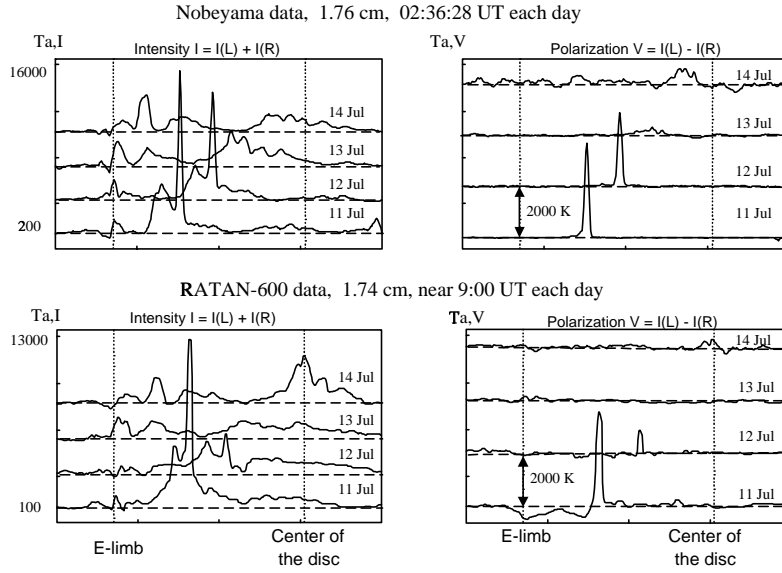 Nobeyama data, 1.76 cm, 02:36:28 UT each day
Ta,I
Intensity I = I(L) + I(R)
16000
14 Jul
13 Jul
12 Jul
11 Jul
200
Ta,V
Polarization V = I(L) - I(R)
14 Jul
13 Jul
12 Jul
2000 K
11 Jul
RATAN-600 data, 1.74 cm, near 9:00 UT each day
Ta,I
Intensity I = I(L) + I(R)
13000
14 Jul
13 Jul
12 Jul
11 Jul
100
E-limb
Center of
the disc
Ta,V
Polarization V = I(L) - I(R)
14 Jul
13 Jul
12 Jul
2000 K
11 Jul
E-limb
Center of
the disc